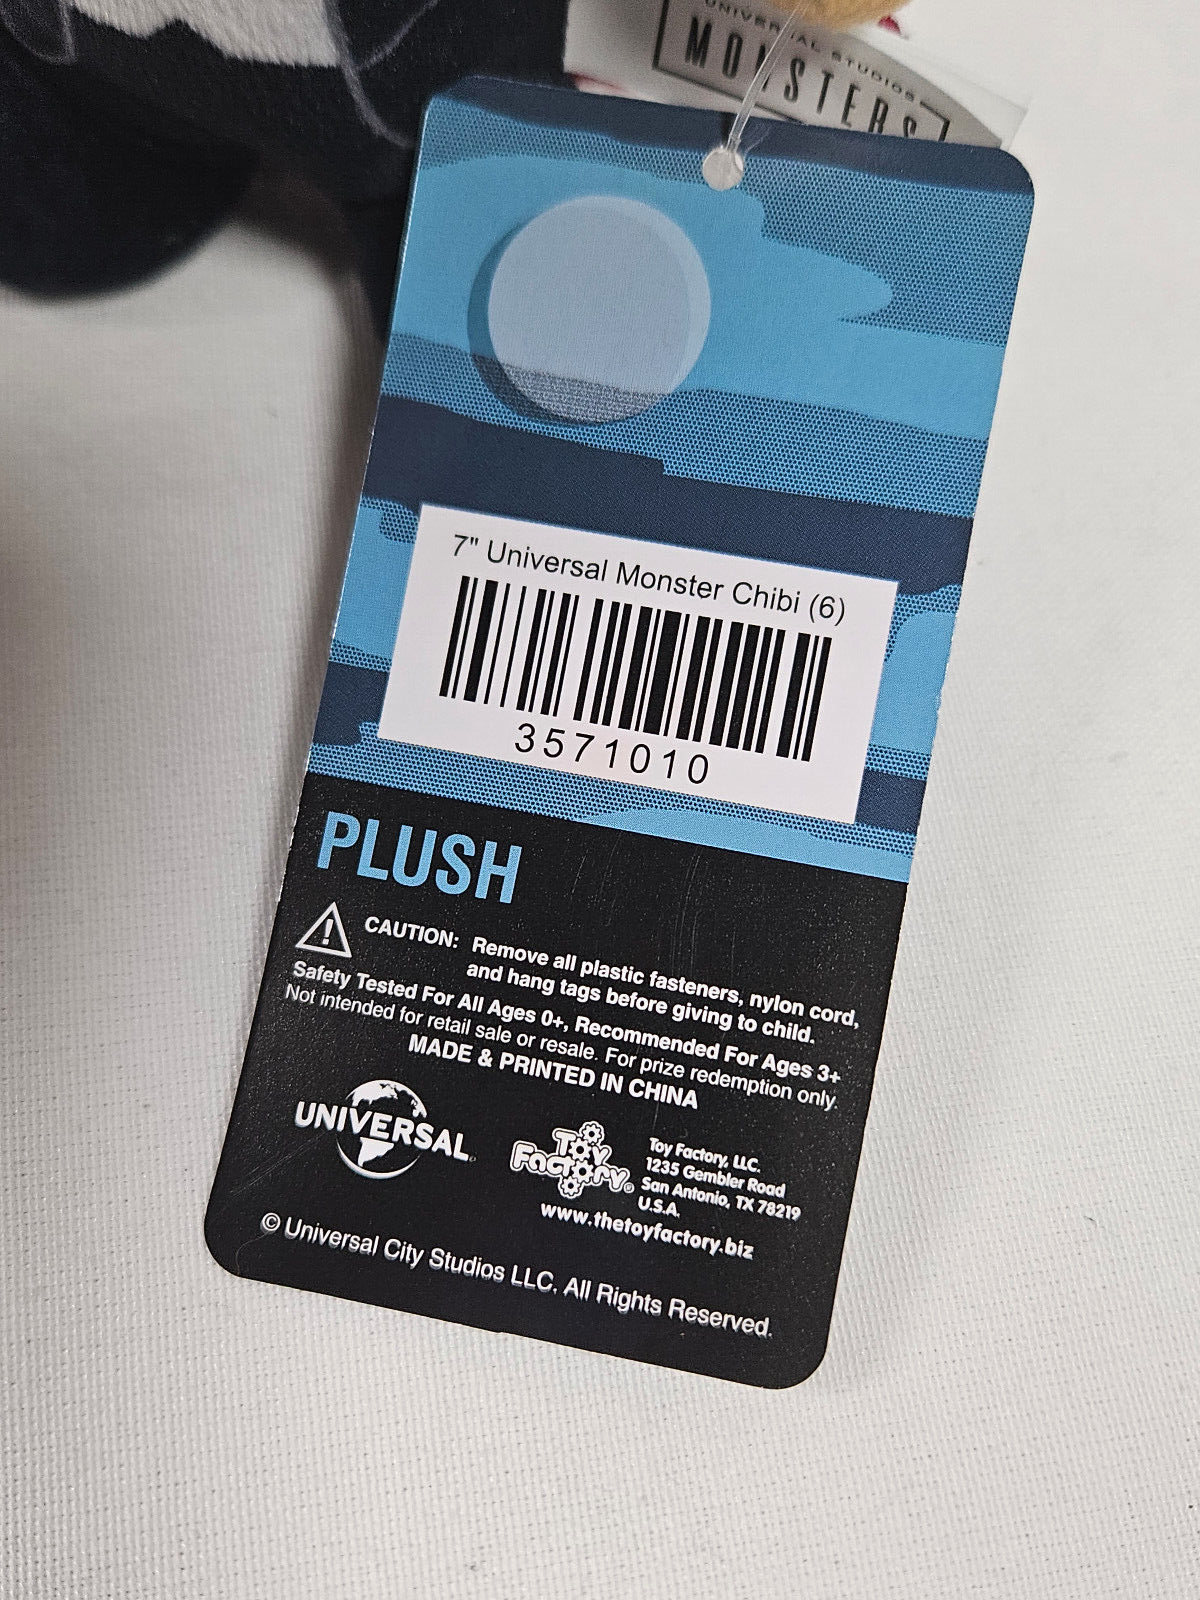 UNIVERSAL STUDIOS
MONSTERS
7" Universal Monster Chibi (6)
3571010
PLUSH
CAUTION: Remove all plastic fasteners, nylon cord,
and hang tags before giving to child.
Safety Tested For All Ages 0+, Recommended For Ages 3+
Not intended for retail sale or resale. For prize redemption only.
MADE & PRINTED IN CHINA
UNIVERSAL
Toy
Factory®
Toy Factory, LLC.
1235 Gembler Road
San Antonio, TX 78219
U.S.A.
www.thetoyfactory.biz
© Universal City Studios LLC. All Rights Reserved.